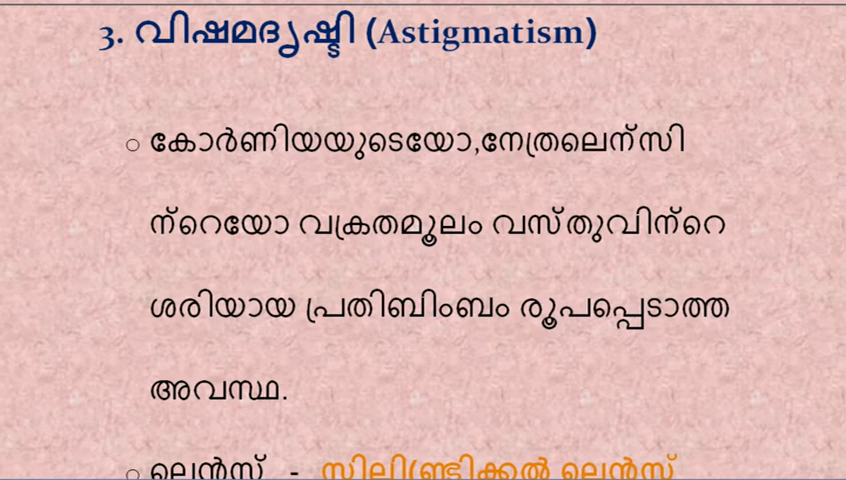 3. വിഷമദൃഷ്ടി (Astigmatism)
○ കോർണിയയുടെയോ,നേത്രലെന്സി
ന്റെയോ വക്രതമൂലം വസ്തുവിന്റെ
ശരിയായ പ്രതിബിംബം രൂപപ്പെടാത്ത
അവസ്ഥ.
○ ലെൻസ് - സിലിണ്ട്രിക്കൽ ലെൻസ്